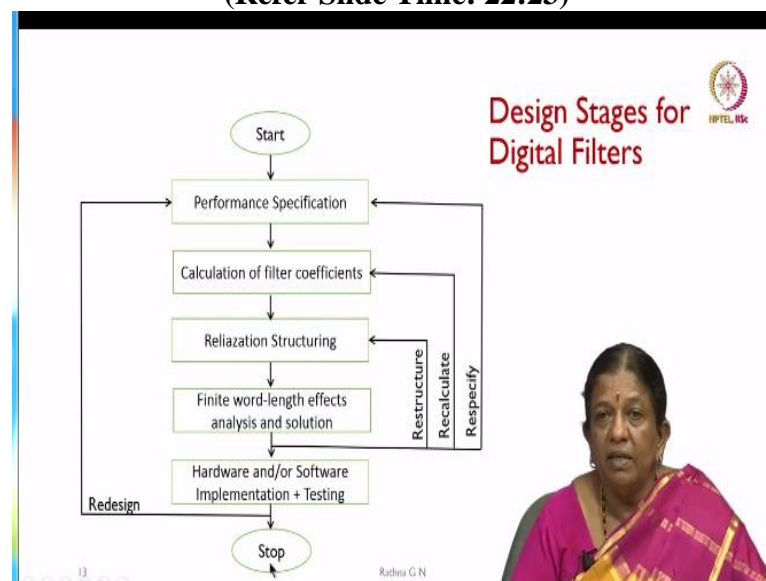 (Refer Slide Time: 22:25)
Design Stages for
Digital Filters
NPTEL, IISc
Start
Performance Specification
Calculation of filter coefficients
Reliazation Structuring
Finite word-length effects
analysis and solution
Restructure
Recalculate
Respecify
Hardware and/or Software
Implementation + Testing
Redesign
Stop
13
Rathna G N